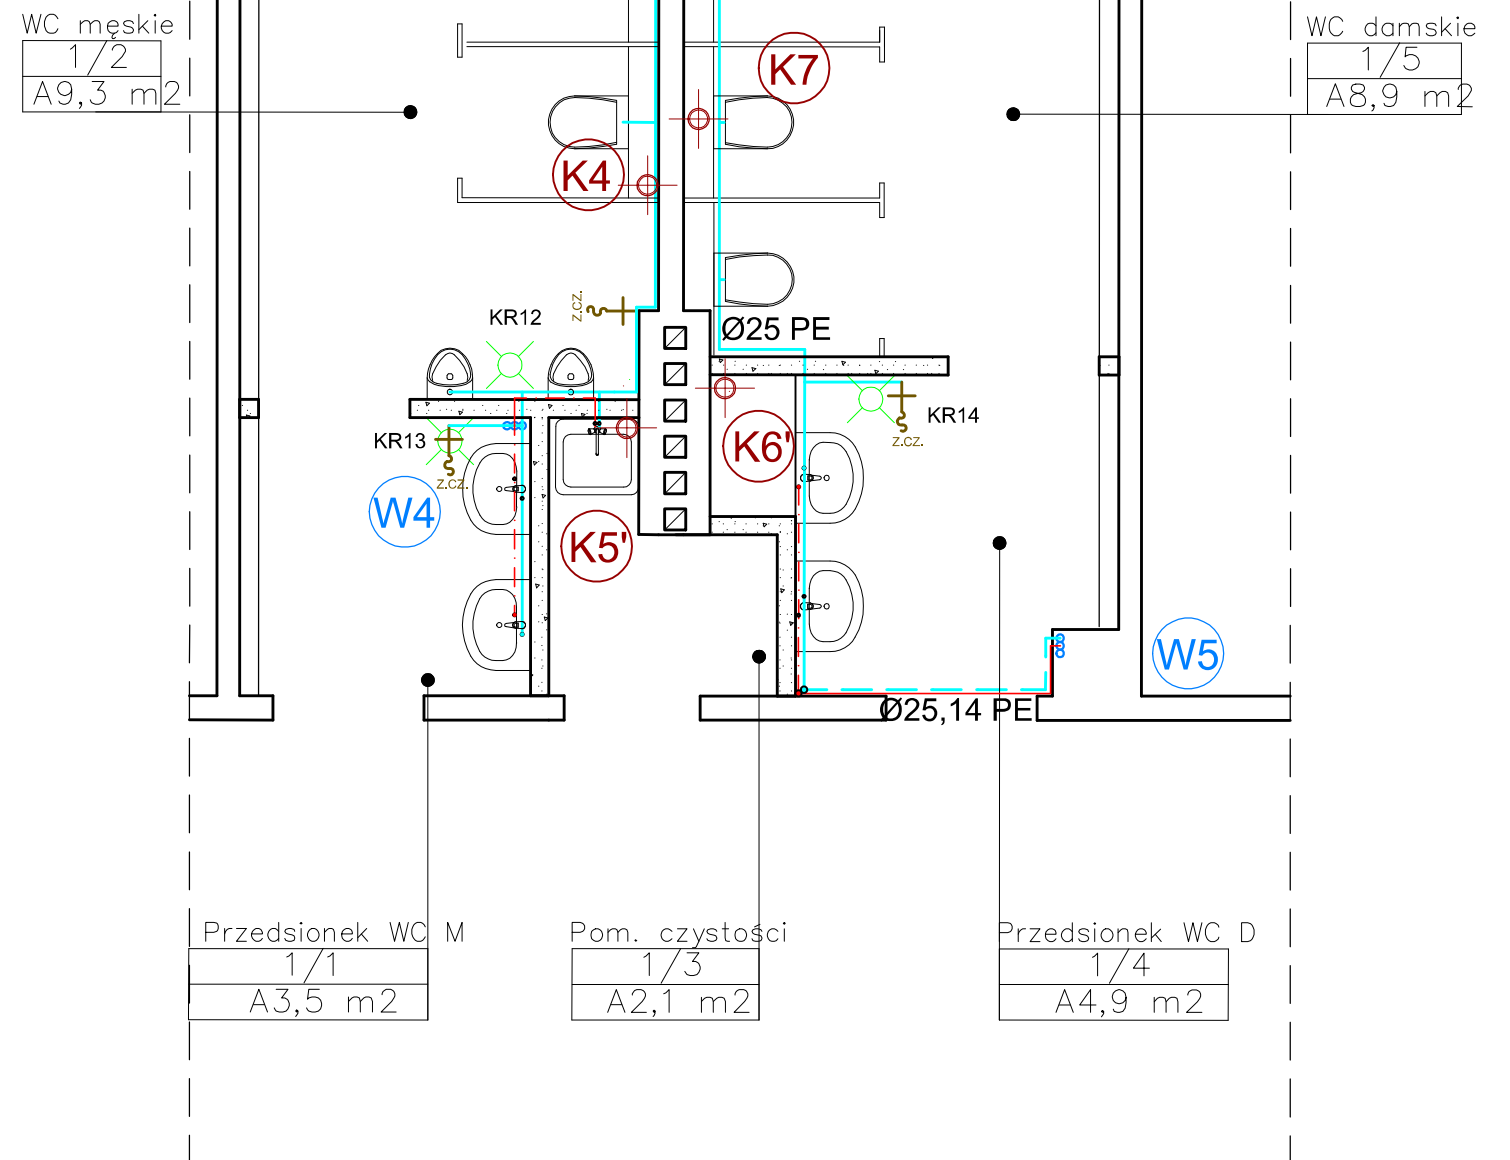 WC męskie
1/2
A9,3 m2
WC damskie
1/5
A8,9 m2
K7
K4
z.cz.
KR12
Ø25 PE
KR14
z.cz.
KR13
z.cz.
K6'
W4
K5'
W5
Ø25,14 PE
Przedsionek WC M
1/1
A3,5 m2
Pom. czystości
1/3
A2,1 m2
Przedsionek WC D
1/4
A4,9 m2